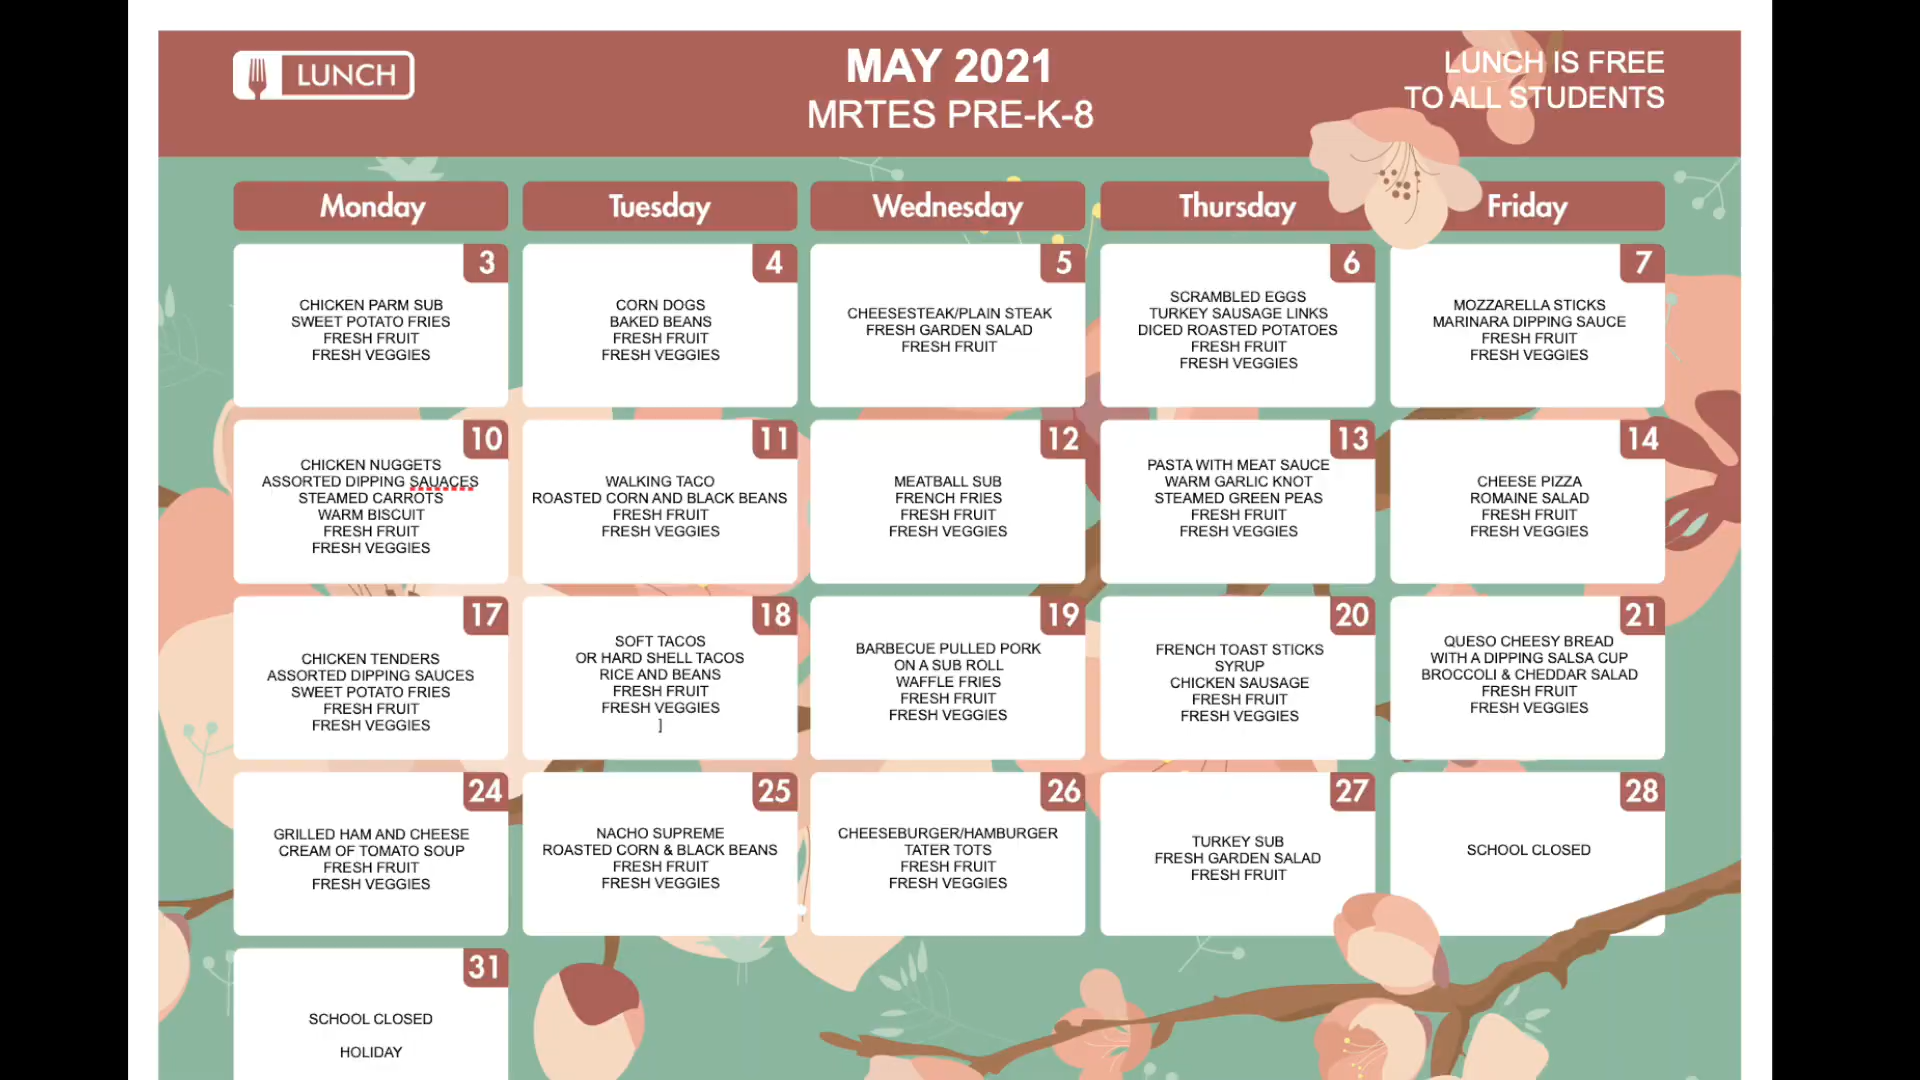 LUNCH
MAY 2021
MRTES PRE-K-8
LUNCH IS FREE
TO ALL STUDENTS
Monday
Tuesday
Wednesday
Thursday
Friday
3
CHICKEN PARM SUB
SWEET POTATO FRIES
FRESH FRUIT
FRESH VEGGIES
4
CORN DOGS
BAKED BEANS
FRESH FRUIT
FRESH VEGGIES
5
CHEESESTEAK/PLAIN STEAK
FRESH GARDEN SALAD
FRESH FRUIT
6
SCRAMBLED EGGS
TURKEY SAUSAGE LINKS
DICED ROASTED POTATOES
FRESH FRUIT
FRESH VEGGIES
7
MOZZARELLA STICKS
MARINARA DIPPING SAUCE
FRESH FRUIT
FRESH VEGGIES
10
CHICKEN NUGGETS
ASSORTED DIPPING SAUACES
STEAMED CARROTS
WARM BISCUIT
FRESH FRUIT
FRESH VEGGIES
11
WALKING TACO
ROASTED CORN AND BLACK BEANS
FRESH FRUIT
FRESH VEGGIES
12
MEATBALL SUB
FRENCH FRIES
FRESH FRUIT
FRESH VEGGIES
13
PASTA WITH MEAT SAUCE
WARM GARLIC KNOT
STEAMED GREEN PEAS
FRESH FRUIT
FRESH VEGGIES
14
CHEESE PIZZA
ROMAINE SALAD
FRESH FRUIT
FRESH VEGGIES
17
CHICKEN TENDERS
ASSORTED DIPPING SAUCES
SWEET POTATO FRIES
FRESH FRUIT
FRESH VEGGIES
18
SOFT TACOS
OR HARD SHELL TACOS
RICE AND BEANS
FRESH FRUIT
FRESH VEGGIES
]
19
BARBECUE PULLED PORK
ON A SUB ROLL
WAFFLE FRIES
FRESH FRUIT
FRESH VEGGIES
20
FRENCH TOAST STICKS
SYRUP
CHICKEN SAUSAGE
FRESH FRUIT
FRESH VEGGIES
21
QUESO CHEESY BREAD
WITH A DIPPING SALSA CUP
BROCCOLI & CHEDDAR SALAD
FRESH FRUIT
FRESH VEGGIES
24
GRILLED HAM AND CHEESE
CREAM OF TOMATO SOUP
FRESH FRUIT
FRESH VEGGIES
25
NACHO SUPREME
ROASTED CORN & BLACK BEANS
FRESH FRUIT
FRESH VEGGIES
26
CHEESEBURGER/HAMBURGER
TATER TOTS
FRESH FRUIT
FRESH VEGGIES
27
TURKEY SUB
FRESH GARDEN SALAD
FRESH FRUIT
28
SCHOOL CLOSED
31
SCHOOL CLOSED
HOLIDAY